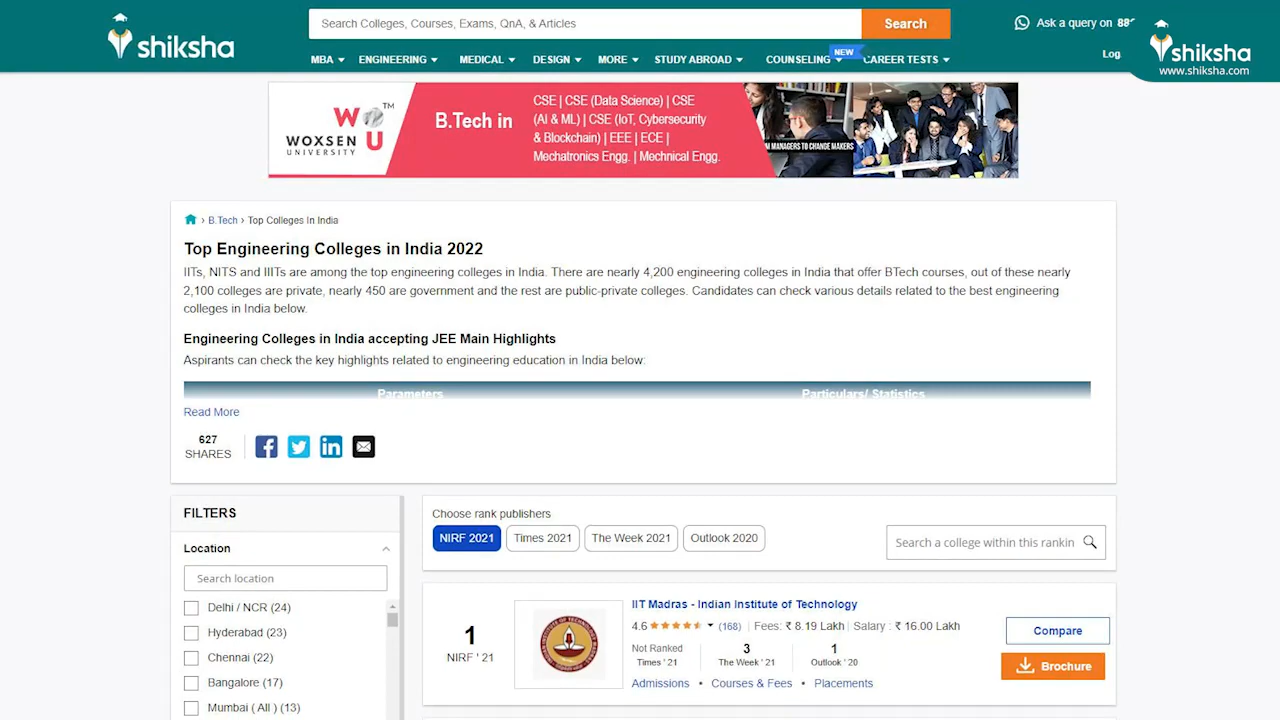 shiksha
Search Colleges, Courses, Exams, QnA, & Articles
Search
Ask a query on 88
shiksha
www.shiksha.com
MBA
ENGINEERING
MEDICAL
DESIGN
MORE
STUDY ABROAD
COUNSELING
NEW
CAREER TESTS
Log
W TM
WOXSEN U
UNIVERSITY
B.Tech in
CSE | CSE (Data Science) | CSE
(AI & ML) | CSE (IoT, Cybersecurity
& Blockchain) | EEE | ECE |
Mechatronics Engg. | Mechnical Engg.
MANAGERS TO CHANGE MAKERS
› B.Tech › Top Colleges In India
Top Engineering Colleges in India 2022
IITs, NITS and IIITs are among the top engineering colleges in India. There are nearly 4,200 engineering colleges in India that offer BTech courses, out of these nearly
2,100 colleges are private, nearly 450 are government and the rest are public-private colleges. Candidates can check various details related to the best engineering
colleges in India below.
Engineering Colleges in India accepting JEE Main Highlights
Aspirants can check the key highlights related to engineering education in India below:
Parameters Particulars/ Statistics
Read More
627
SHARES
FILTERS
Location
Search location
Delhi / NCR (24)
Hyderabad (23)
Chennai (22)
Bangalore (17)
Mumbai ( All ) (13)
Choose rank publishers
NIRF 2021
Times 2021
The Week 2021
Outlook 2020
Search a college within this rankin
1
NIRF ' 21
IIT Madras - Indian Institute of Technology
4.6 (168) | Fees: ₹ 8.19 Lakh | Salary : ₹ 16.00 Lakh
Not Ranked
Times ' 21
3
The Week ' 21
1
Outlook ' 20
Admissions • Courses & Fees • Placements
Compare
Brochure